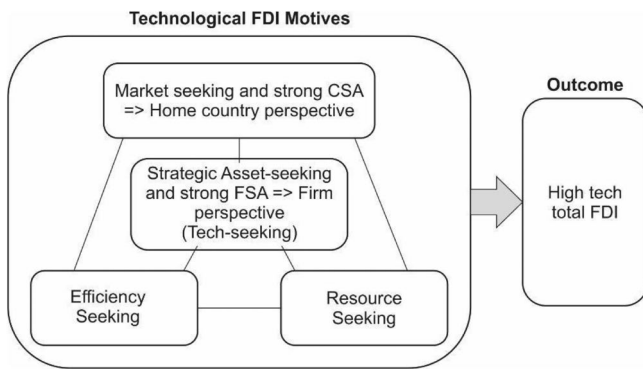 Technological FDI Motives
Market seeking and strong CSA
=> Home country perspective
Strategic Asset-seeking
and strong FSA => Firm
perspective
(Tech-seeking)
Efficiency
Seeking
Resource
Seeking
Outcome
High tech
total FDI